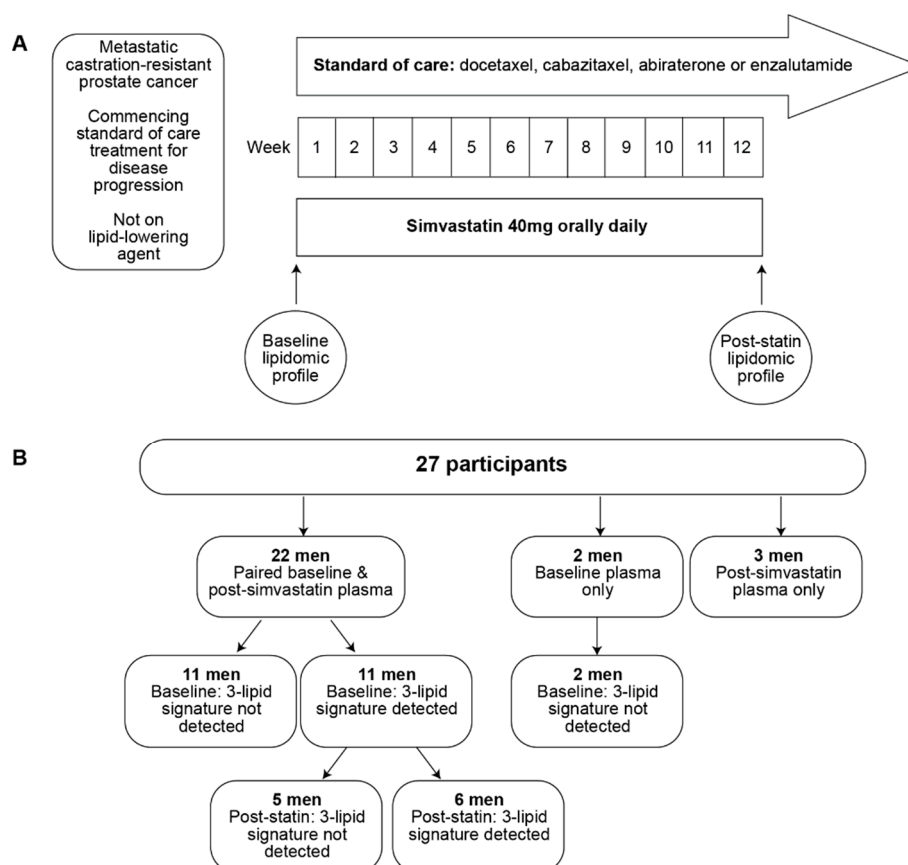 A
Metastatic
castration-resistant
prostate cancer
Commencing
standard of care
treatment for
disease
progression
Not on
lipid-lowering
agent
Standard of care: docetaxel, cabazitaxel, abiraterone or enzalutamide
Week 1 2 3 4 5 6 7 8 9 10 11 12
Simvastatin 40mg orally daily
Baseline
lipidomic
profile
Post-statin
lipidomic
profile
B
27 participants
22 men
Paired baseline &
post-simvastatin plasma
2 men
Baseline plasma
only
3 men
Post-simvastatin
plasma only
11 men
Baseline: 3-lipid
signature not
detected
11 men
Baseline: 3-lipid
signature detected
2 men
Baseline: 3-lipid
signature not
detected
5 men
Post-statin: 3-lipid
signature not
detected
6 men
Post-statin: 3-lipid
signature detected